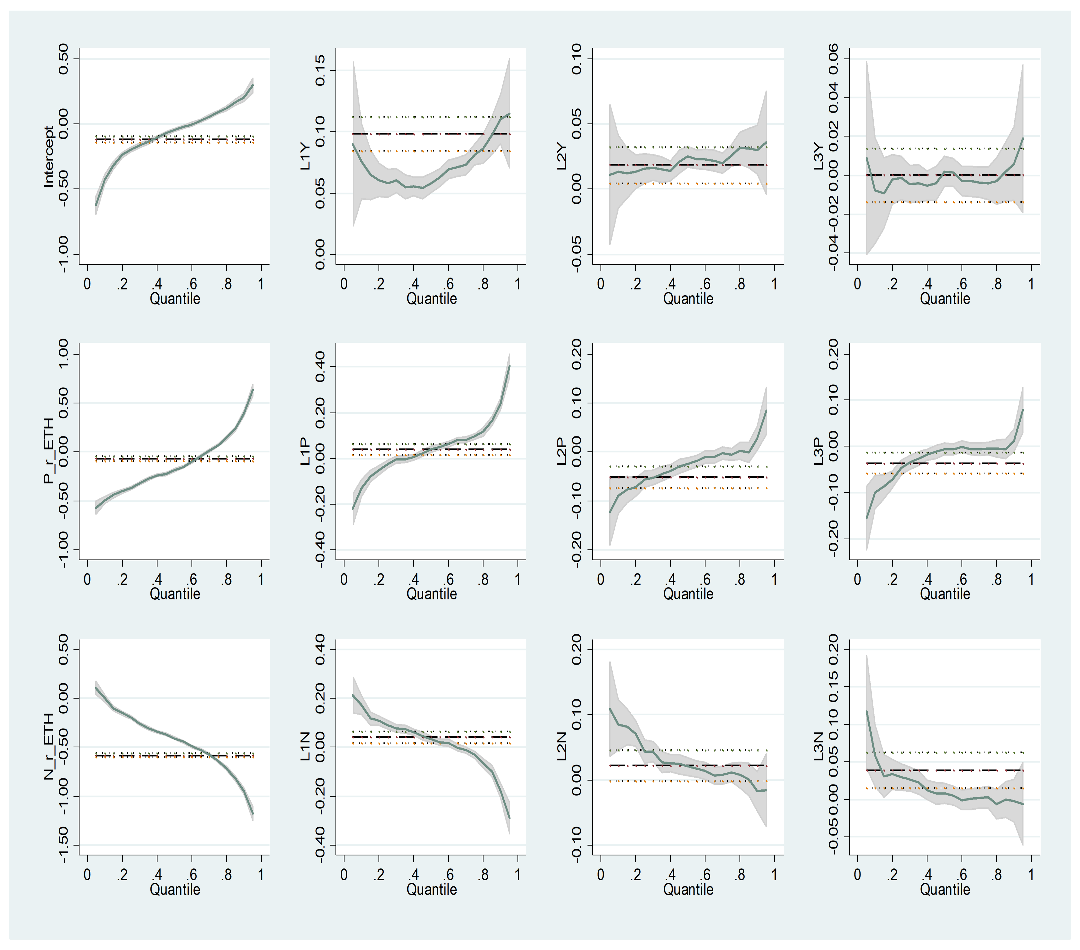 Intercept
0.50
0.00
-0.50
-1.00
0 .2 .4 .6 .8 1
Quantile
L1Y
0.15
0.10
0.05
0.00
0 .2 .4 .6 .8 1
Quantile
L2Y
0.10
0.05
0.00
-0.05
0 .2 .4 .6 .8 1
Quantile
L3Y
0.06
0.04
0.02
0.00
-0.02
-0.04
0 .2 .4 .6 .8 1
Quantile
P_r_ETH
1.00
0.50
0.00
-0.50
-1.00
0 .2 .4 .6 .8 1
Quantile
L1P
0.40
0.20
0.00
-0.20
-0.40
0 .2 .4 .6 .8 1
Quantile
L2P
0.20
0.10
0.00
-0.10
-0.20
0 .2 .4 .6 .8 1
Quantile
L3P
0.20
0.10
0.00
-0.10
-0.20
0 .2 .4 .6 .8 1
Quantile
N_r_ETH
0.50
0.00
-0.50
-1.00
-1.50
0 .2 .4 .6 .8 1
Quantile
L1N
0.40
0.20
0.00
-0.20
-0.40
0 .2 .4 .6 .8 1
Quantile
L2N
0.20
0.10
0.00
-0.10
0 .2 .4 .6 .8 1
Quantile
L3N
0.20
0.15
0.10
0.05
0.00
-0.05
0 .2 .4 .6 .8 1
Quantile